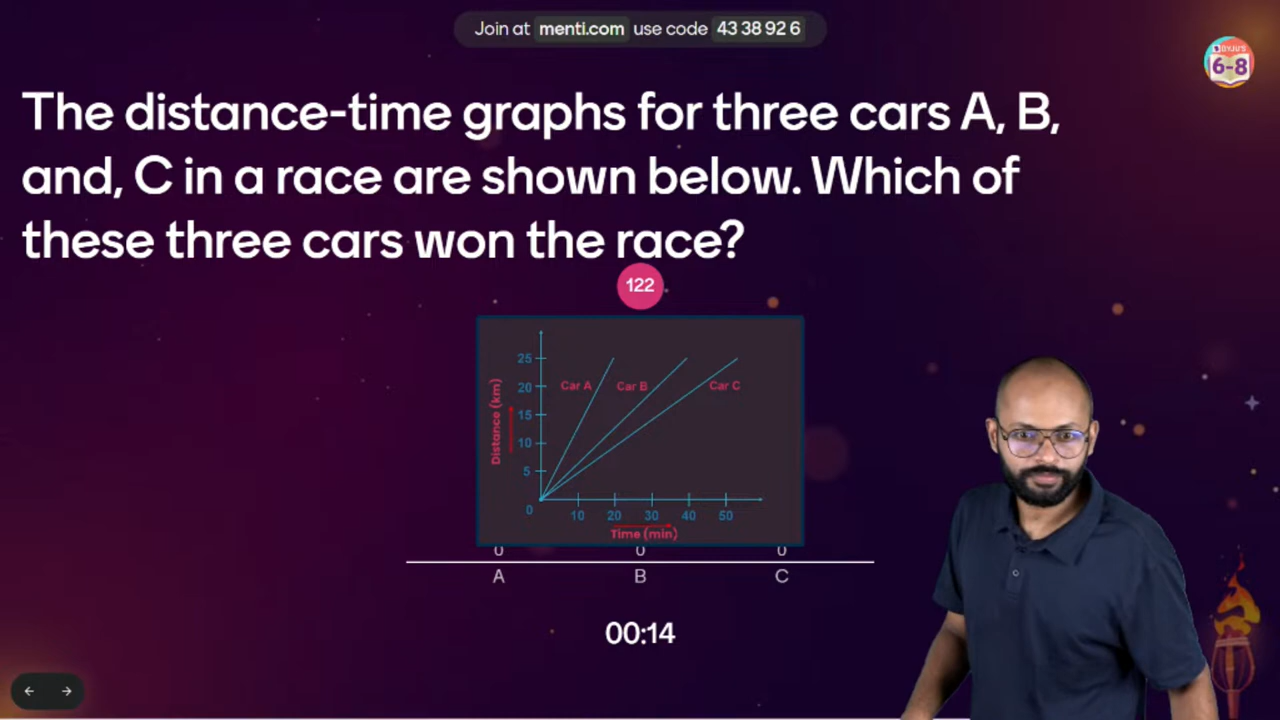 Join at menti.com use code 43 38 92 6
BYJU'S
6-8
The distance-time graphs for three cars A, B,
and, C in a race are shown below. Which of
these three cars won the race?
122
25
20
15
10
5
0
Distance (km)
Car A
Car B
Car C
10 20 30 40 50
Time (min)
0 0 0
A B C
00:14